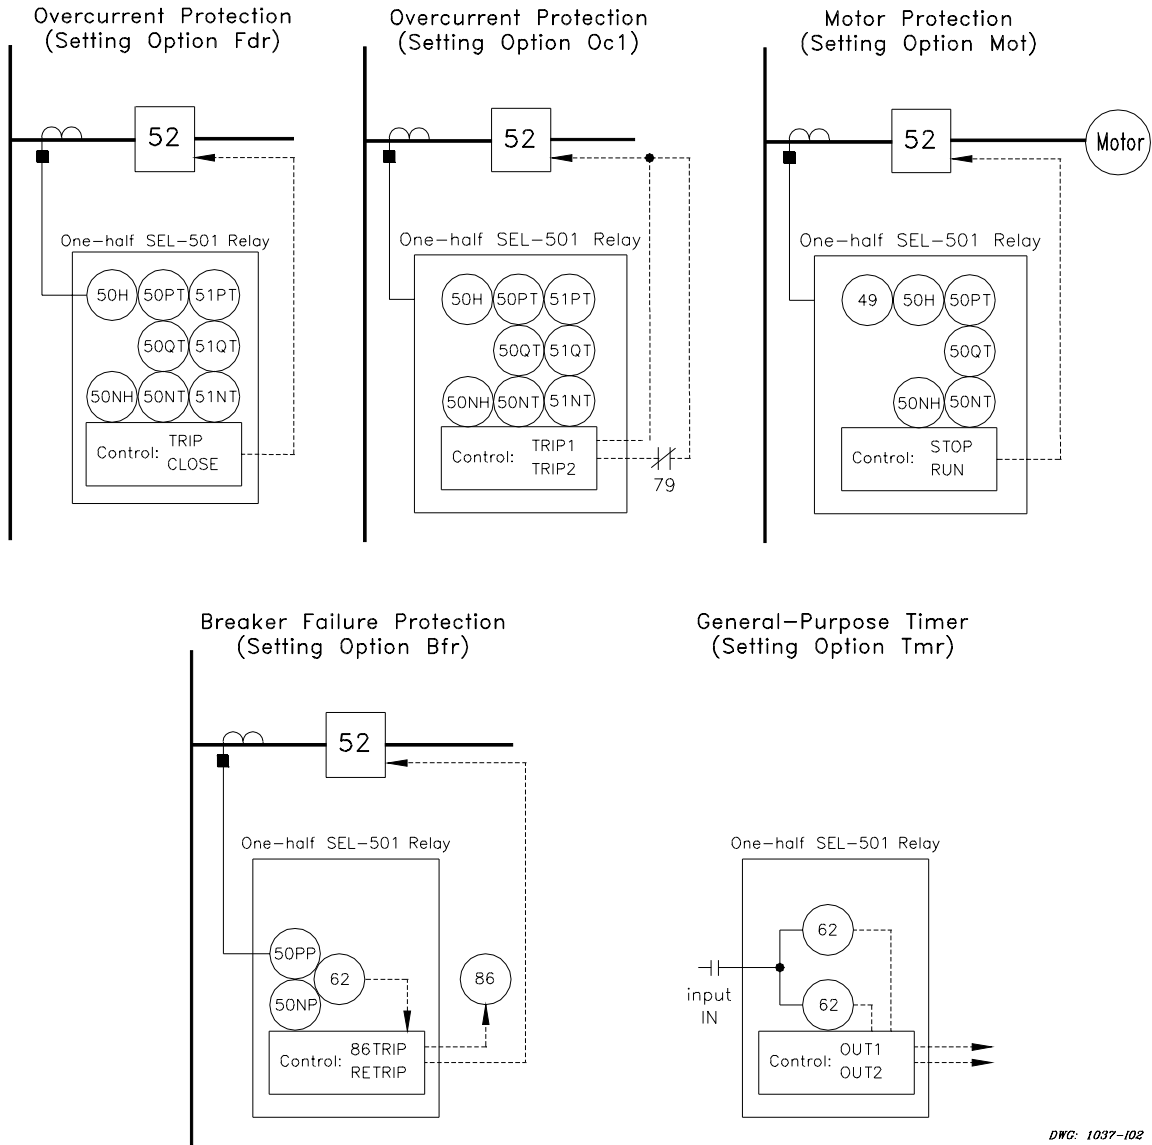 Overcurrent Protection
(Setting Option Fdr)
52
One-half SEL-501 Relay
50H 50PT 51PT
50QT 51QT
50NH 50NT 51NT
Control: TRIP
CLOSE
Overcurrent Protection
(Setting Option Oc1)
52
One-half SEL-501 Relay
50H 50PT 51PT
50QT 51QT
50NH 50NT 51NT
Control: TRIP1
TRIP2
79
Motor Protection
(Setting Option Mot)
52
Motor
One-half SEL-501 Relay
49 50H 50PT
50QT
50NH 50NT
Control: STOP
RUN
Breaker Failure Protection
(Setting Option Bfr)
52
One-half SEL-501 Relay
50PP
62
86
50NP
Control: 86TRIP
RETRIP
General-Purpose Timer
(Setting Option Tmr)
One-half SEL-501 Relay
62
input
IN
62
Control: OUT1
OUT2
DWG: 1037-I02